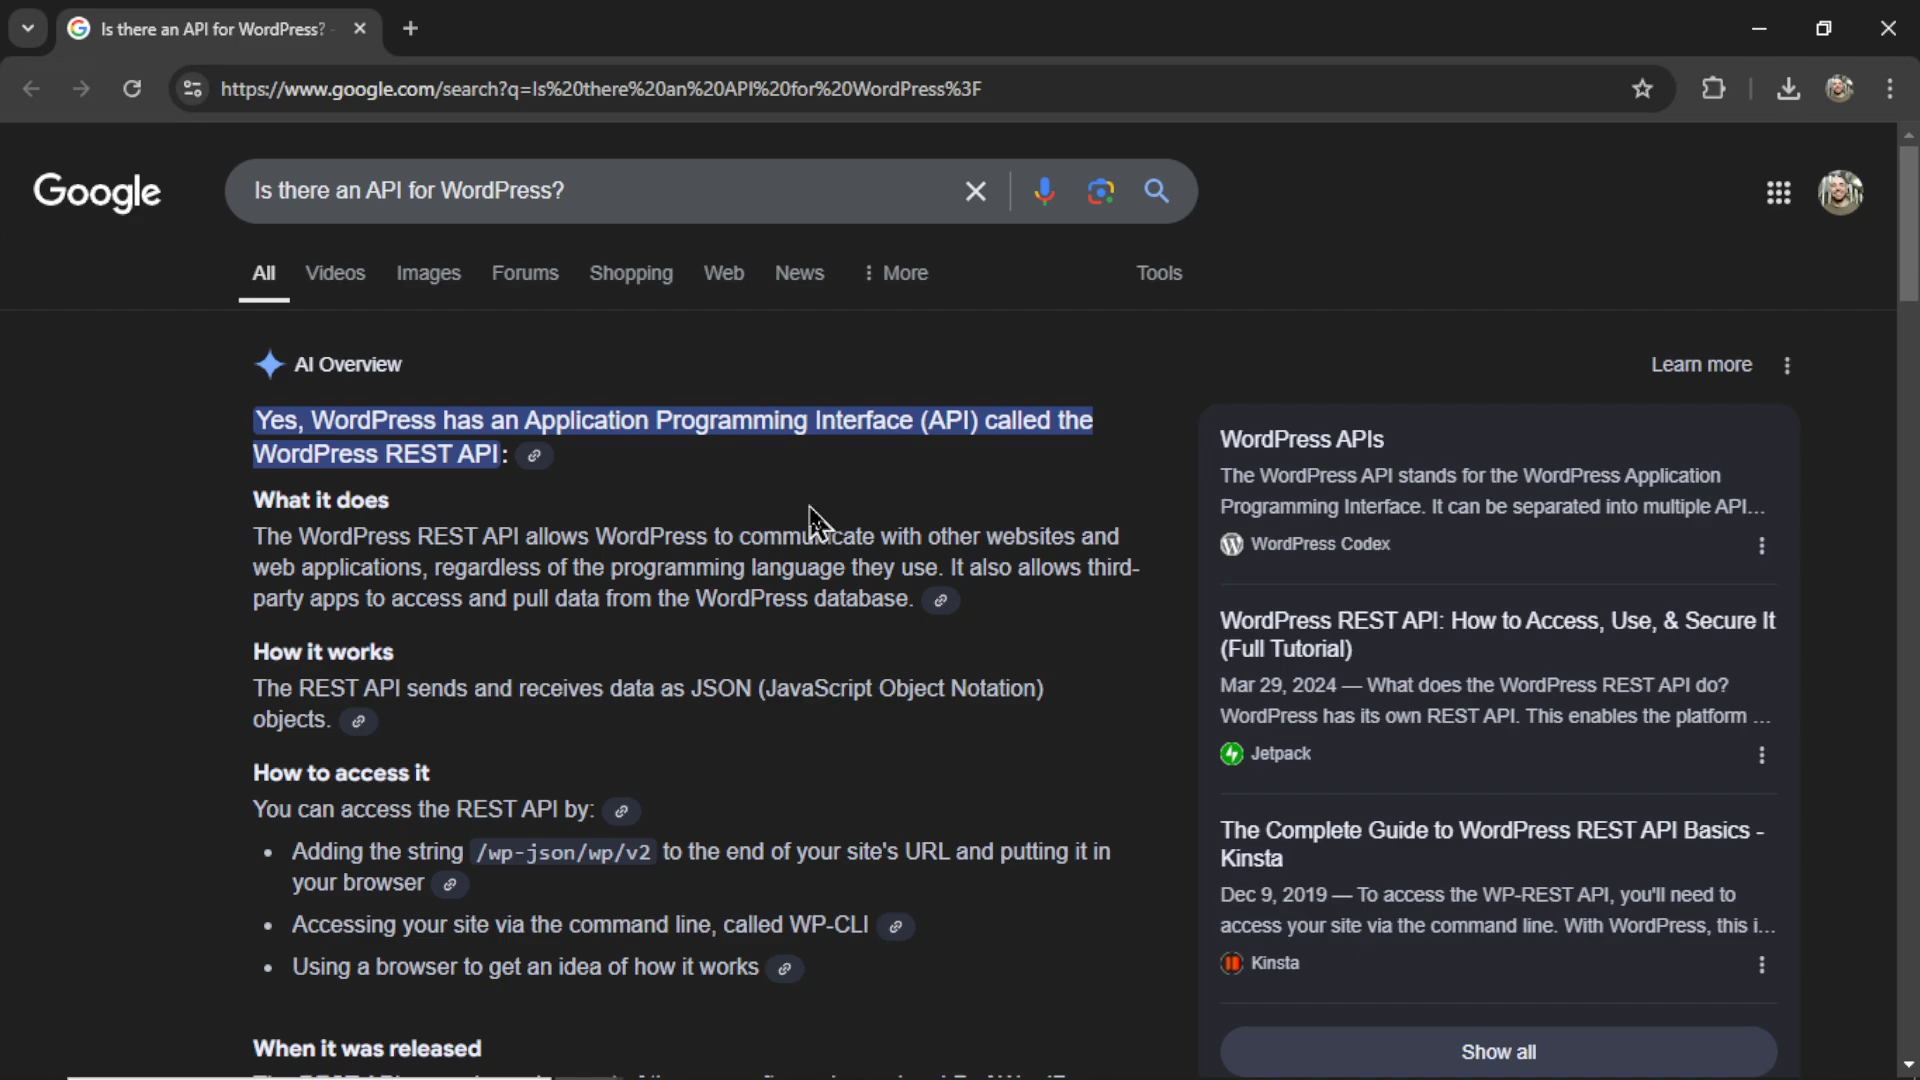 Is there an API for WordPress?
https://www.google.com/search?q=Is%20there%20an%20API%20for%20WordPress%3F
Google
Is there an API for WordPress?
All Videos Images Forums Shopping Web News More Tools
AI Overview
Learn more
Yes, WordPress has an Application Programming Interface (API) called the
WordPress REST API:
What it does
The WordPress REST API allows WordPress to communicate with other websites and
web applications, regardless of the programming language they use. It also allows third-
party apps to access and pull data from the WordPress database.
How it works
The REST API sends and receives data as JSON (JavaScript Object Notation)
objects.
How to access it
You can access the REST API by:
• Adding the string /wp-json/wp/v2 to the end of your site's URL and putting it in
your browser
• Accessing your site via the command line, called WP-CLI
• Using a browser to get an idea of how it works
When it was released
WordPress APIs
The WordPress API stands for the WordPress Application
Programming Interface. It can be separated into multiple API...
WordPress Codex
WordPress REST API: How to Access, Use, & Secure It
(Full Tutorial)
Mar 29, 2024 — What does the WordPress REST API do?
WordPress has its own REST API. This enables the platform ...
Jetpack
The Complete Guide to WordPress REST API Basics -
Kinsta
Dec 9, 2019 — To access the WP-REST API, you'll need to
access your site via the command line. With WordPress, this i...
Kinsta
Show all